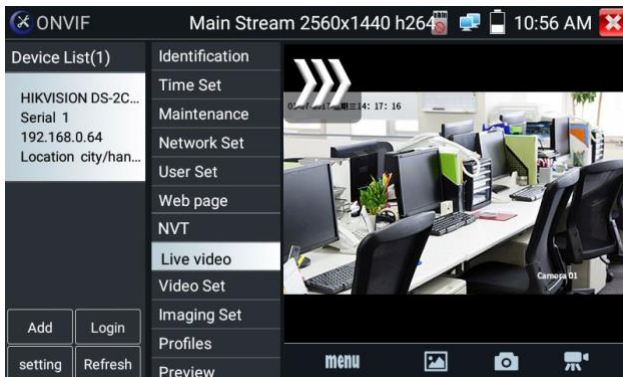 ONVIF
Main Stream 2560x1440 h264
10:56 AM
Device List(1)
HIKVISION DS-2C...
Serial 1
192.168.0.64
Location city/han...
Add
Login
setting
Refresh
Identification
Time Set
Maintenance
Network Set
User Set
Web page
NVT
Live video
Video Set
Imaging Set
Profiles
Preview
14: 17: 16
Camera 01
menu